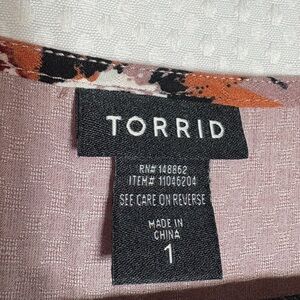 TORRID
RN# 148862
ITEM# 11046204
SEE CARE ON REVERSE
MADE IN
CHINA
1